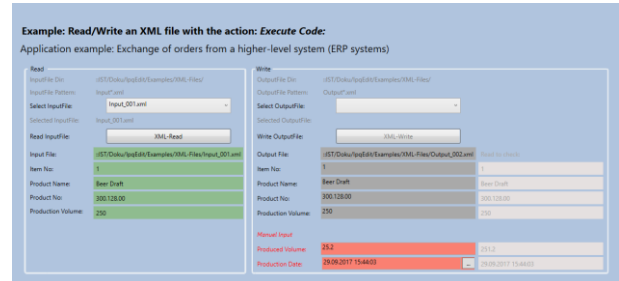 Example: Read/Write an XML file with the action: Execute Code:
Application example: Exchange of orders from a higher-level system (ERP systems)
Read
InputFile Dir: :/IST/Doku/IpqEdit/Examples/XML-Files/
InputFile Pattern: Input*.xml
Select InputFile: Input_001.xml
Selected InputFile: Input_001.xml
Read InputFile: XML-Read
Input File: :/IST/Doku/IpqEdit/Examples/XML-Files/Input_001.xml
Item No: 1
Product Name: Beer Draft
Product No: 300.128.00
Production Volume: 250
Write
OutputFile Dir: :/IST/Doku/IpqEdit/Examples/XML-Files/
OutputFile Pattern: Output*.xml
Select OutputFile:
Selected OutputFile:
Write OutputFile: XML-Write
Output File: :/IST/Doku/IpqEdit/Examples/XML-Files/Output_002.xml
Item No: 1 1
Product Name: Beer Draft Beer Draft
Product No: 300.128.00 300.128.00
Production Volume: 250 250
Manual Input
Produced Volume: 25.2 251,2
Production Date: 29.09.2017 15:44:03 ... 29.09.2017 15:44:03